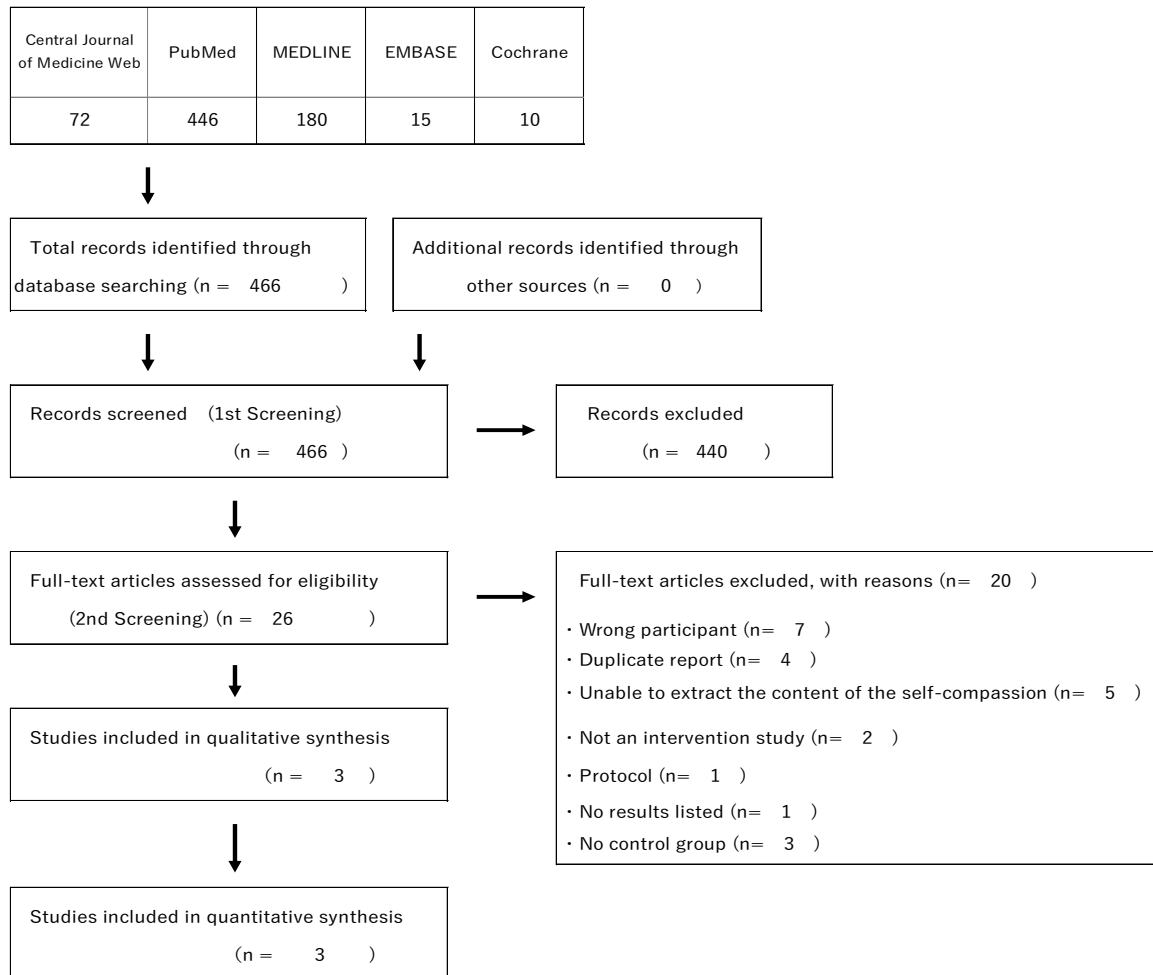 Central Journal
of Medicine Web
PubMed
MEDLINE
EMBASE
Cochrane
72
446
180
15
10
Total records identified through
database searching (n = 466 )
Additional records identified through
other sources (n = 0 )
Records screened (1st Screening)
(n = 466 )
Records excluded
(n = 440 )
Full-text articles assessed for eligibility
(2nd Screening) (n = 26 )
Full-text articles excluded, with reasons (n= 20 )
・Wrong participant (n= 7 )
・Duplicate report (n= 4 )
・Unable to extract the content of the self-compassion (n= 5 )
・Not an intervention study (n= 2 )
・Protocol (n= 1 )
・No results listed (n= 1 )
・No control group (n= 3 )
Studies included in qualitative synthesis
(n = 3 )
Studies included in quantitative synthesis
(n = 3 )